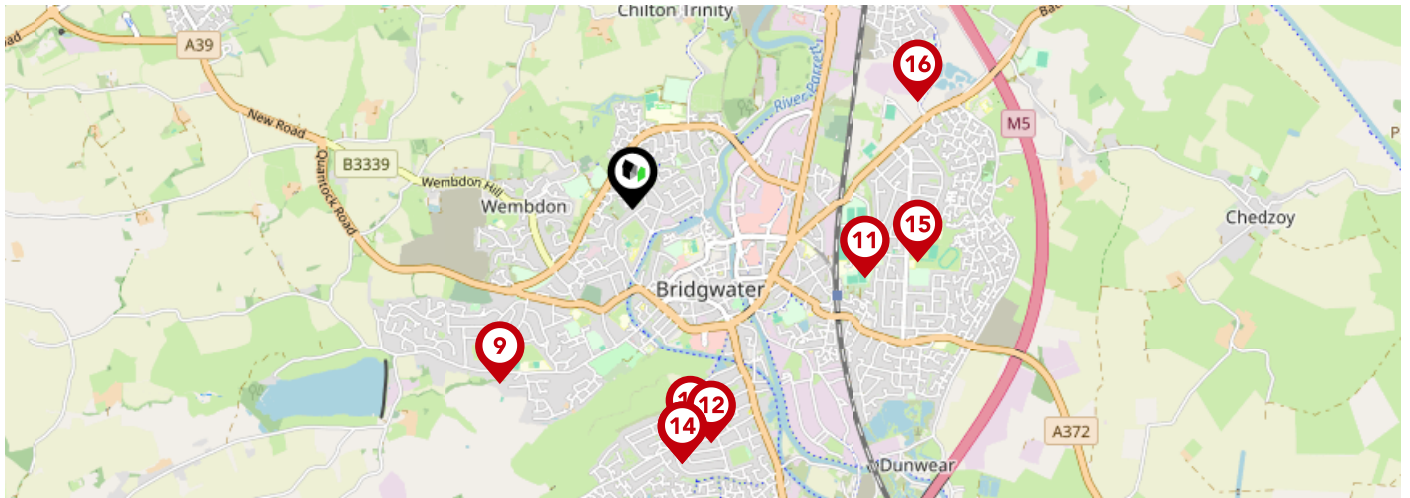 Chilton Trinity
A39
16
River Parrett
New Road
M5
B3339
Quantock Road
Wembdon Hill
Wembdon
Chedzoy
11
15
Bridgwater
9
12
14
A372
Dunwear